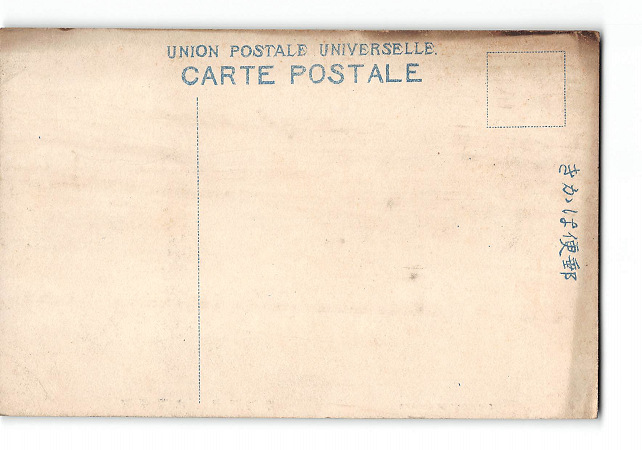 UNION POSTALE UNIVERSELLE.
CARTE POSTALE
郵便はかき